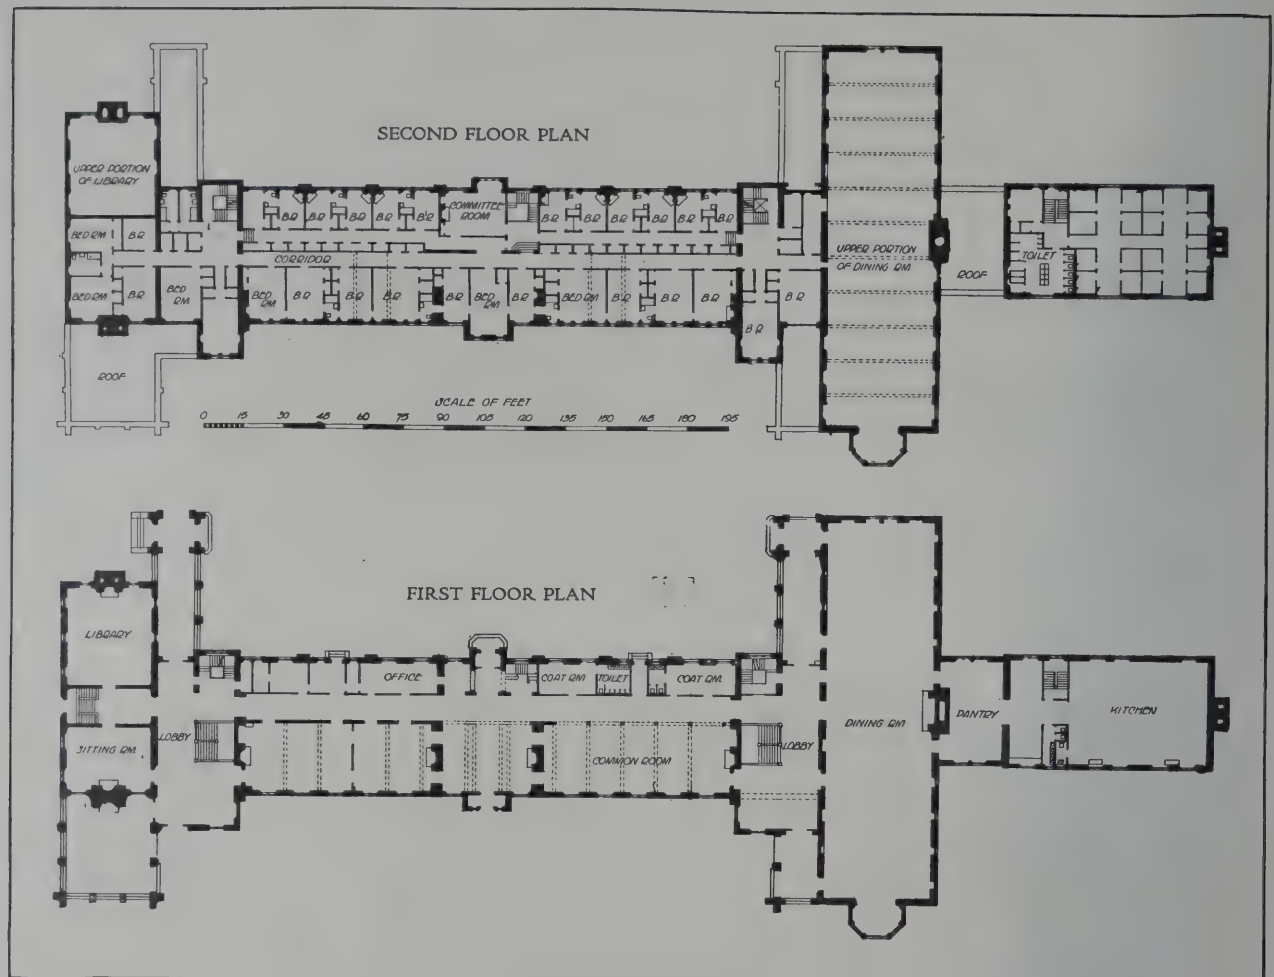 SECOND FLOOR PLAN
UPPER PORTION
OF LIBRARY
COMMITTEE
ROOM
B.R B.R B.R B.R B.R
B.R B.R B.R B.R B.R
BED RM.
B.R
BED RM
B.R
BED
RM.
CORRIDOR
BED
RM
B.R
B.R
B.R
B.R
BED
RM.
B.R
BED RM
B.R
B.R
B.R
B.R
B.R
UPPER PORTION
OF DINING RM.
ROOF
TOILET
ROOF
SCALE OF FEET
0 15 30 45 60 75 90 105 120 135 150 165 180 195
FIRST FLOOR PLAN
LIBRARY
OFFICE
COAT RM.
TOILET
COAT RM.
SITTING RM.
LOBBY
COMMON ROOM
LOBBY
DINING RM.
PANTRY
KITCHEN